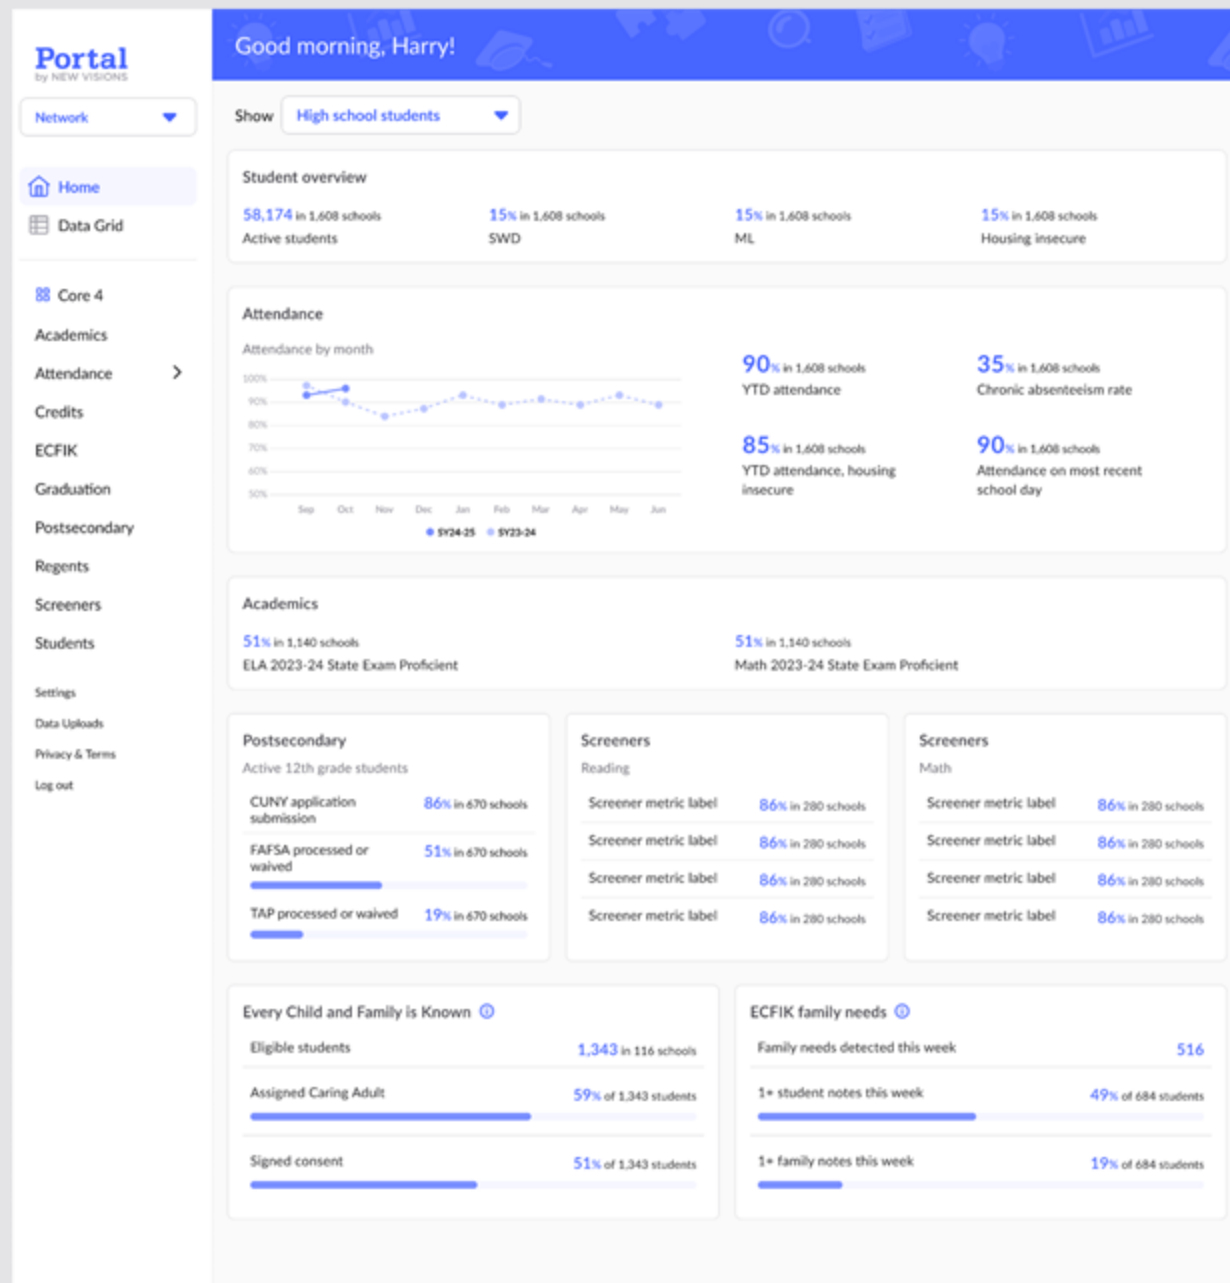 Portal
by NEW VISIONS
Network
Home
Data Grid
Core 4
Academics
Attendance
Credits
ECFIK
Graduation
Postsecondary
Regents
Screeners
Students
Settings
Data Uploads
Privacy & Terms
Log out
Good morning, Harry!
Show High school students
Student overview
58,174 in 1,608 schools
Active students
15% in 1,608 schools
SWD
15% in 1,608 schools
ML
15% in 1,608 schools
Housing insecure
Attendance
Attendance by month
100%
90%
80%
70%
60%
50%
Sep Oct Nov Dec Jan Feb Mar Apr May Jun
SY24-25 SY23-24
90% in 1,608 schools
YTD attendance
35% in 1,608 schools
Chronic absenteeism rate
85% in 1,608 schools
YTD attendance, housing
insecure
90% in 1,608 schools
Attendance on most recent
school day
Academics
51% in 1,140 schools
ELA 2023-24 State Exam Proficient
51% in 1,140 schools
Math 2023-24 State Exam Proficient
Postsecondary
Active 12th grade students
CUNY application
submission
86% in 670 schools
FAFSA processed or
waived
51% in 670 schools
TAP processed or waived 19% in 670 schools
Screeners
Reading
Screener metric label 86% in 280 schools
Screener metric label 86% in 280 schools
Screener metric label 86% in 280 schools
Screener metric label 86% in 280 schools
Screeners
Math
Screener metric label 86% in 280 schools
Screener metric label 86% in 280 schools
Screener metric label 86% in 280 schools
Screener metric label 86% in 280 schools
Every Child and Family is Known
Eligible students 1,343 in 116 schools
Assigned Caring Adult 59% of 1,343 students
Signed consent 51% of 1,343 students
ECFIK family needs
Family needs detected this week 516
1+ student notes this week 49% of 684 students
1+ family notes this week 19% of 684 students